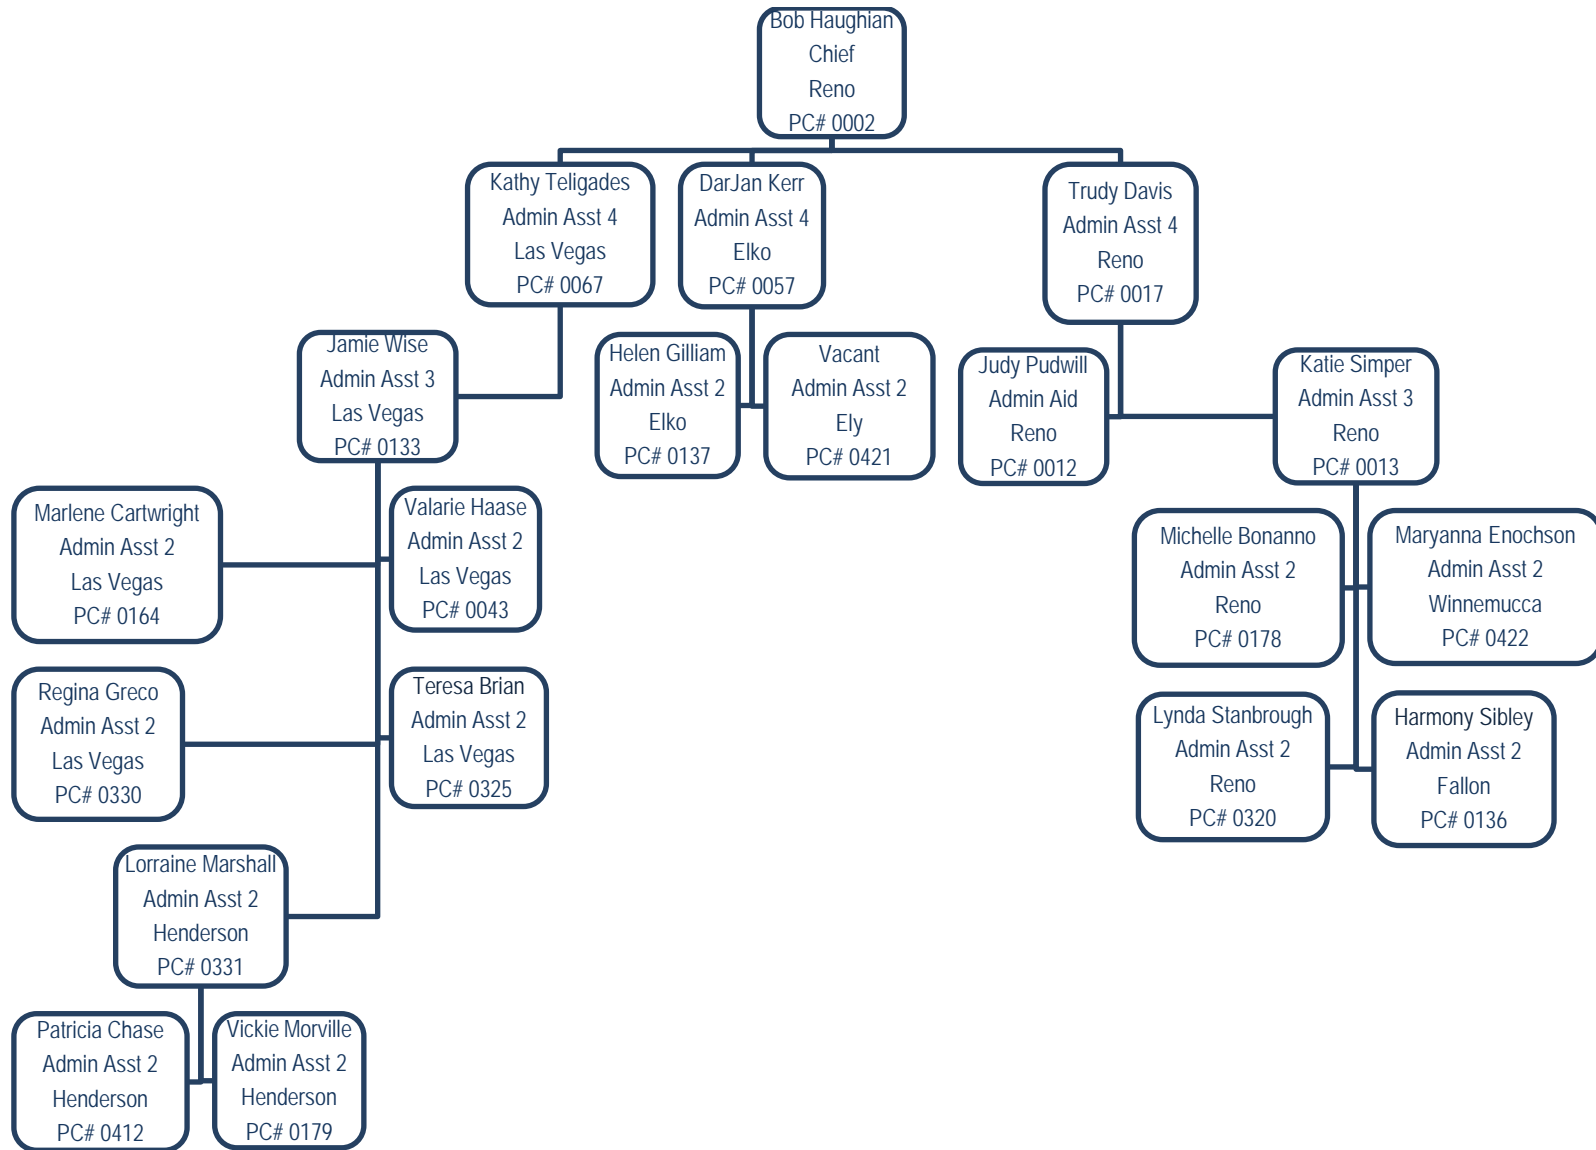 Bob Haughian
Chief
Reno
PC# 0002
Kathy Teligades
Admin Asst 4
Las Vegas
PC# 0067
DarJan Kerr
Admin Asst 4
Elko
PC# 0057
Trudy Davis
Admin Asst 4
Reno
PC# 0017
Jamie Wise
Admin Asst 3
Las Vegas
PC# 0133
Helen Gilliam
Admin Asst 2
Elko
PC# 0137
Vacant
Admin Asst 2
Ely
PC# 0421
Judy Pudwill
Admin Aid
Reno
PC# 0012
Katie Simper
Admin Asst 3
Reno
PC# 0013
Marlene Cartwright
Admin Asst 2
Las Vegas
PC# 0164
Valarie Haase
Admin Asst 2
Las Vegas
PC# 0043
Michelle Bonanno
Admin Asst 2
Reno
PC# 0178
Maryanna Enochson
Admin Asst 2
Winnemucca
PC# 0422
Regina Greco
Admin Asst 2
Las Vegas
PC# 0330
Teresa Brian
Admin Asst 2
Las Vegas
PC# 0325
Lynda Stanbrough
Admin Asst 2
Reno
PC# 0320
Harmony Sibley
Admin Asst 2
Fallon
PC# 0136
Lorraine Marshall
Admin Asst 2
Henderson
PC# 0331
Patricia Chase
Admin Asst 2
Henderson
PC# 0412
Vickie Morville
Admin Asst 2
Henderson
PC# 0179